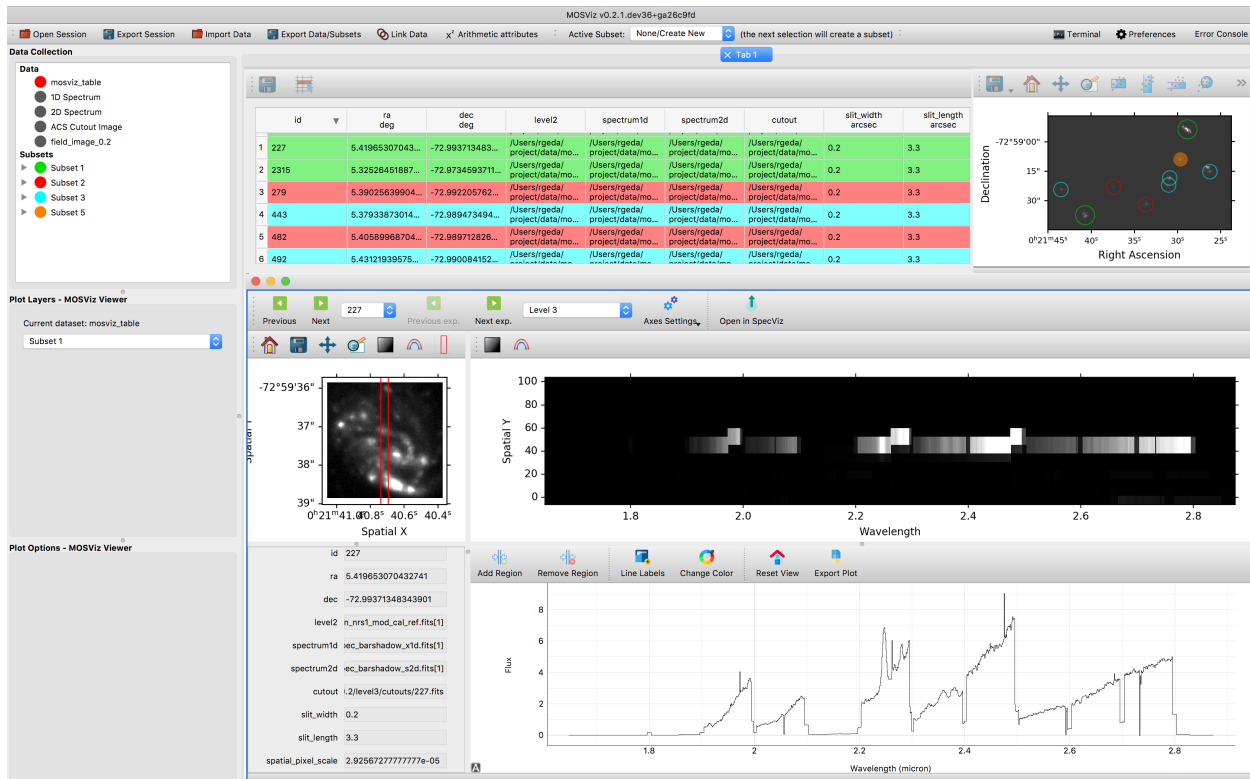 MOSViz v0.2.1.dev36+ga26c9fd
Open Session Export Session Import Data Export Data/Subsets Link Data x² Arithmetic attributes Active Subset: None/Create New (the next selection will create a subset) Terminal Preferences Error Console
Data Collection
Tab 1
Data
mosviz_table
1D Spectrum
2D Spectrum
ACS Cutout Image
field_image_0.2
Subsets
Subset 1
Subset 2
Subset 3
Subset 5
id ra deg dec deg level2 spectrum1d spectrum2d cutout slit_width arcsec slit_length arcsec
1 227 5.41965307043... -72.993713483... /Users/rgeda/ project/data/mo... /Users/rgeda/ project/data/mo... /Users/rgeda/ project/data/mo... /Users/rgeda/ project/data/mo... 0.2 3.3
2 2315 5.32526451887... -72.9734593711... /Users/rgeda/ project/data/mo... /Users/rgeda/ project/data/mo... /Users/rgeda/ project/data/mo... /Users/rgeda/ project/data/mo... 0.2 3.3
3 279 5.39025639904... -72.992205762... /Users/rgeda/ project/data/mo... /Users/rgeda/ project/data/mo... /Users/rgeda/ project/data/mo... /Users/rgeda/ project/data/mo... 0.2 3.3
4 443 5.37933873014... -72.989473494... /Users/rgeda/ project/data/mo... /Users/rgeda/ project/data/mo... /Users/rgeda/ project/data/mo... /Users/rgeda/ project/data/mo... 0.2 3.3
5 482 5.40589968704... -72.989712826... /Users/rgeda/ project/data/mo... /Users/rgeda/ project/data/mo... /Users/rgeda/ project/data/mo... /Users/rgeda/ project/data/mo... 0.2 3.3
6 492 5.43121939575... -72.990084152... /Users/rgeda/ /Users/rgeda/ /Users/rgeda/ /Users/rgeda/ 0.2 3.3
Declination
-72°59'00"
15"
30"
0ʰ21ᵐ45ˢ 40ˢ 35ˢ 30ˢ 25ˢ
Right Ascension
Plot Layers - MOSViz Viewer
Current dataset: mosviz_table
Subset 1
Plot Options - MOSViz Viewer
Previous Next 227 Previous exp. Next exp. Level 3 Axes Settings Open in SpecViz
-72°59'36"
37"
38"
39"
0ʰ21ᵐ 40.8ˢ 40.6ˢ 40.4ˢ
Spatial X
Spatial Y
100
80
60
40
20
0
1.8 2.0 2.2 2.4 2.6 2.8
Wavelength
id 227
ra 5.419653070432741
dec -72.99371348343901
level2 n_nrs1_mod_cal_ref.fits[1]
spectrum1d ec_barshadow_x1d.fits[1]
spectrum2d ec_barshadow_s2d.fits[1]
cutout .2/level3/cutouts/227.fits
slit_width 0.2
slit_length 3.3
spatial_pixel_scale 2.92567277777777e-05
Add Region Remove Region Line Labels Change Color Reset View Export Plot
Flux
8
6
4
2
0
1.8 2 2.2 2.4 2.6 2.8
Wavelength (micron)
A